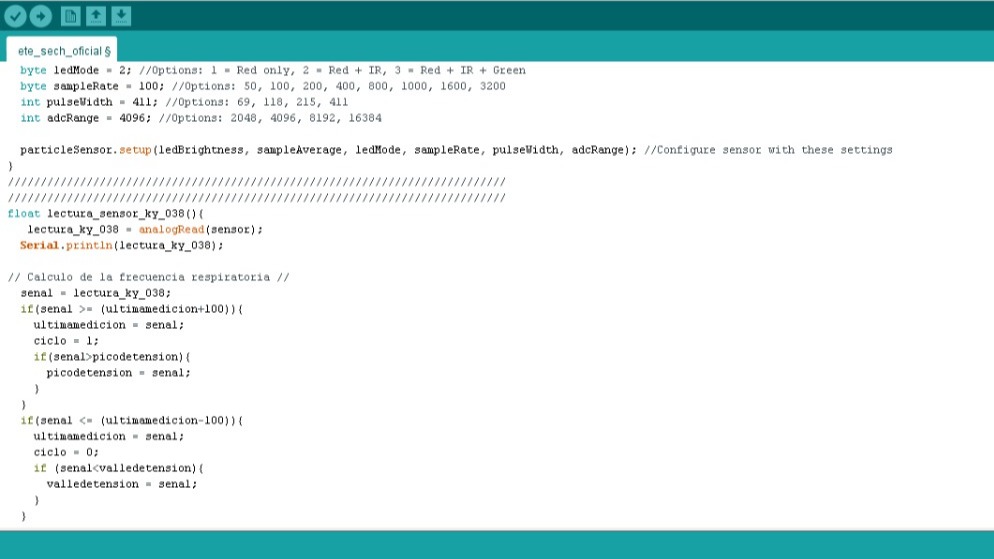 ete_sech_oficial §
byte ledMode = 2; //Options: 1 = Red only, 2 = Red + IR, 3 = Red + IR + Green
byte sampleRate = 100; //Options: 50, 100, 200, 400, 800, 1000, 1600, 3200
int pulseWidth = 411; //Options: 69, 118, 215, 411
int adcRange = 4096; //Options: 2048, 4096, 8192, 16384
particleSensor.setup(ledBrightness, sampleAverage, ledMode, sampleRate, pulseWidth, adcRange); //Configure sensor with these settings
}
////////////////////////////////////////////////////////////////////////////
////////////////////////////////////////////////////////////////////////////
float lectura_sensor_ky_038(){
lectura_ky_038 = analogRead(sensor);
Serial.println(lectura_ky_038);
// Calculo de la frecuencia respiratoria //
senal = lectura_ky_038;
if(senal >= (ultimamedicion+100)){
ultimamedicion = senal;
ciclo = 1;
if(senal>picodetension){
picodetension = senal;
}
}
if(senal <= (ultimamedicion-100)){
ultimamedicion = senal;
ciclo = 0;
if (senal<valledetension){
valledetension = senal;
}
}